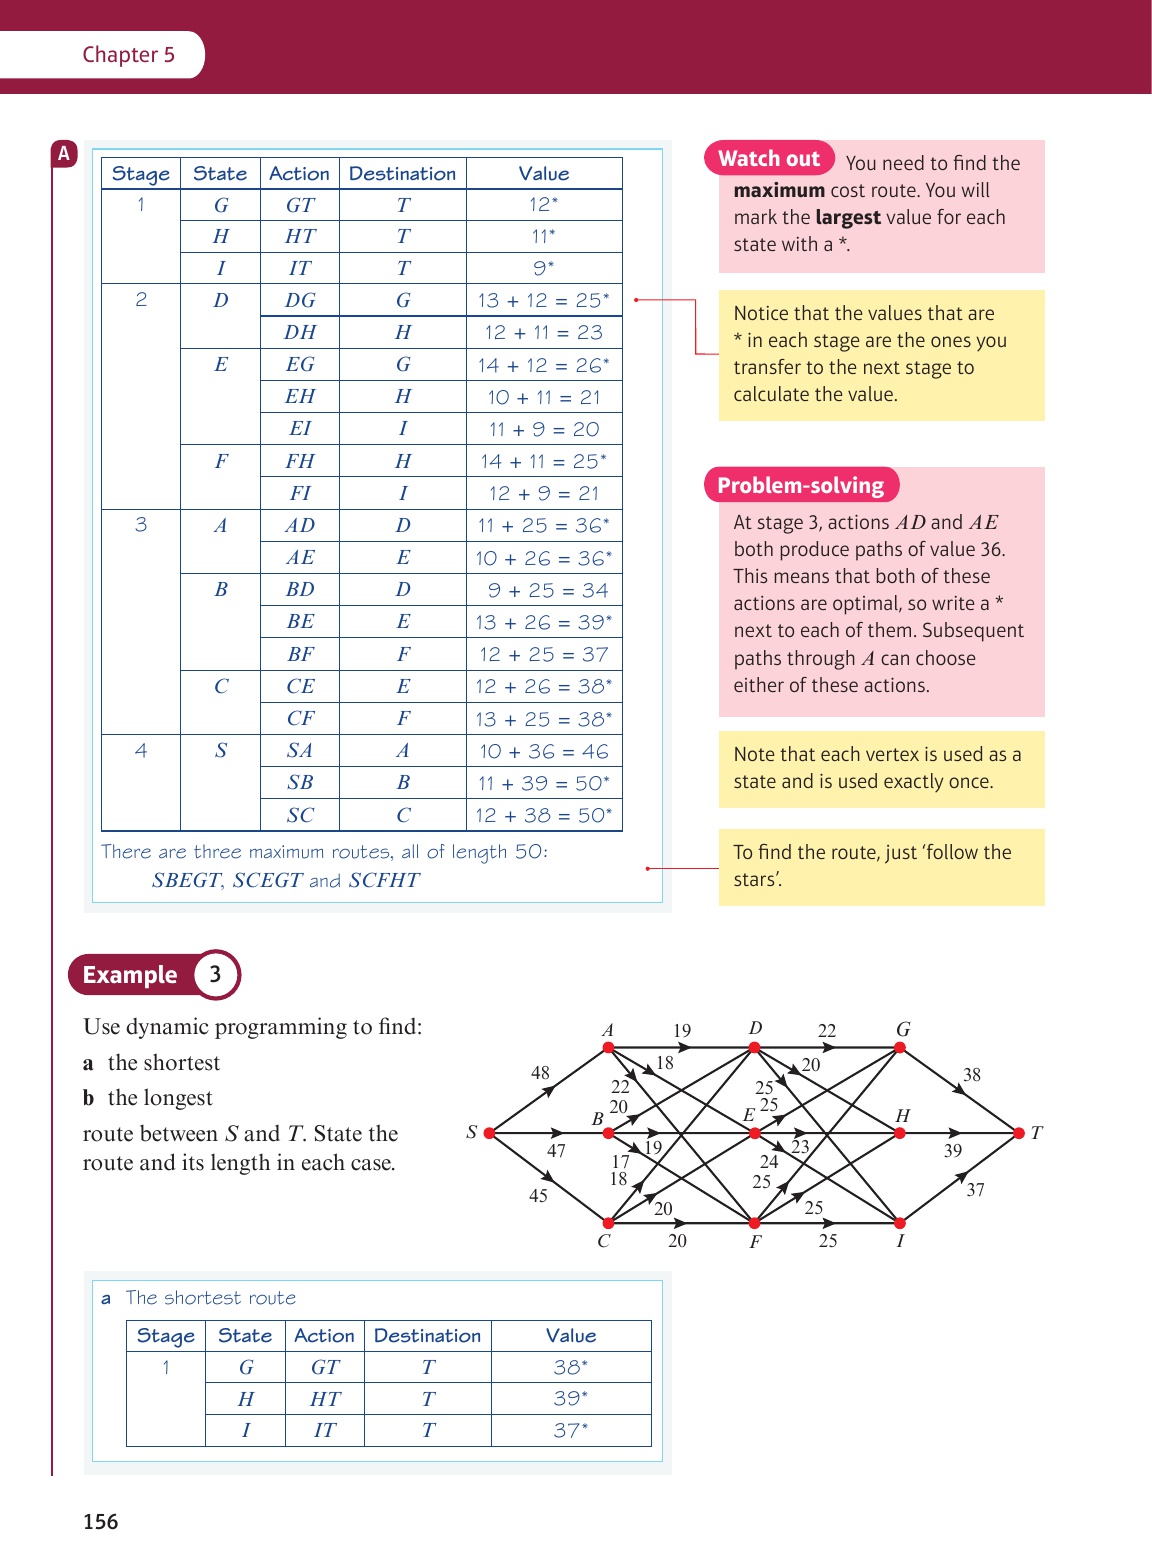 Chapter 5
A
Stage State Action Destination Value
1 G GT T 12*
H HT T 11*
I IT T 9*
2 D DG G 13 + 12 = 25*
DH H 12 + 11 = 23
E EG G 14 + 12 = 26*
EH H 10 + 11 = 21
EI I 11 + 9 = 20
F FH H 14 + 11 = 25*
FI I 12 + 9 = 21
3 A AD D 11 + 25 = 36*
AE E 10 + 26 = 36*
B BD D 9 + 25 = 34
BE E 13 + 26 = 39*
BF F 12 + 25 = 37
C CE E 12 + 26 = 38*
CF F 13 + 25 = 38*
4 S SA A 10 + 36 = 46
SB B 11 + 39 = 50*
SC C 12 + 38 = 50*
There are three maximum routes, all of length 50:
SBEGT, SCEGT and SCFHT
Watch out You need to find the
maximum cost route. You will
mark the largest value for each
state with a *.
Notice that the values that are
* in each stage are the ones you
transfer to the next stage to
calculate the value.
Problem-solving
At stage 3, actions AD and AE
both produce paths of value 36.
This means that both of these
actions are optimal, so write a *
next to each of them. Subsequent
paths through A can choose
either of these actions.
Note that each vertex is used as a
state and is used exactly once.
To find the route, just ‘follow the
stars’.
Example 3
Use dynamic programming to find:
a the shortest
b the longest
route between S and T. State the
route and its length in each case.
A 19 D 22 G
48 18 20 38
22 25
20 25
B E H
S T
47 19 23 39
17 24
18 25
45 20 25 37
C 20 F 25 I
a The shortest route
Stage State Action Destination Value
1 G GT T 38*
H HT T 39*
I IT T 37*
156